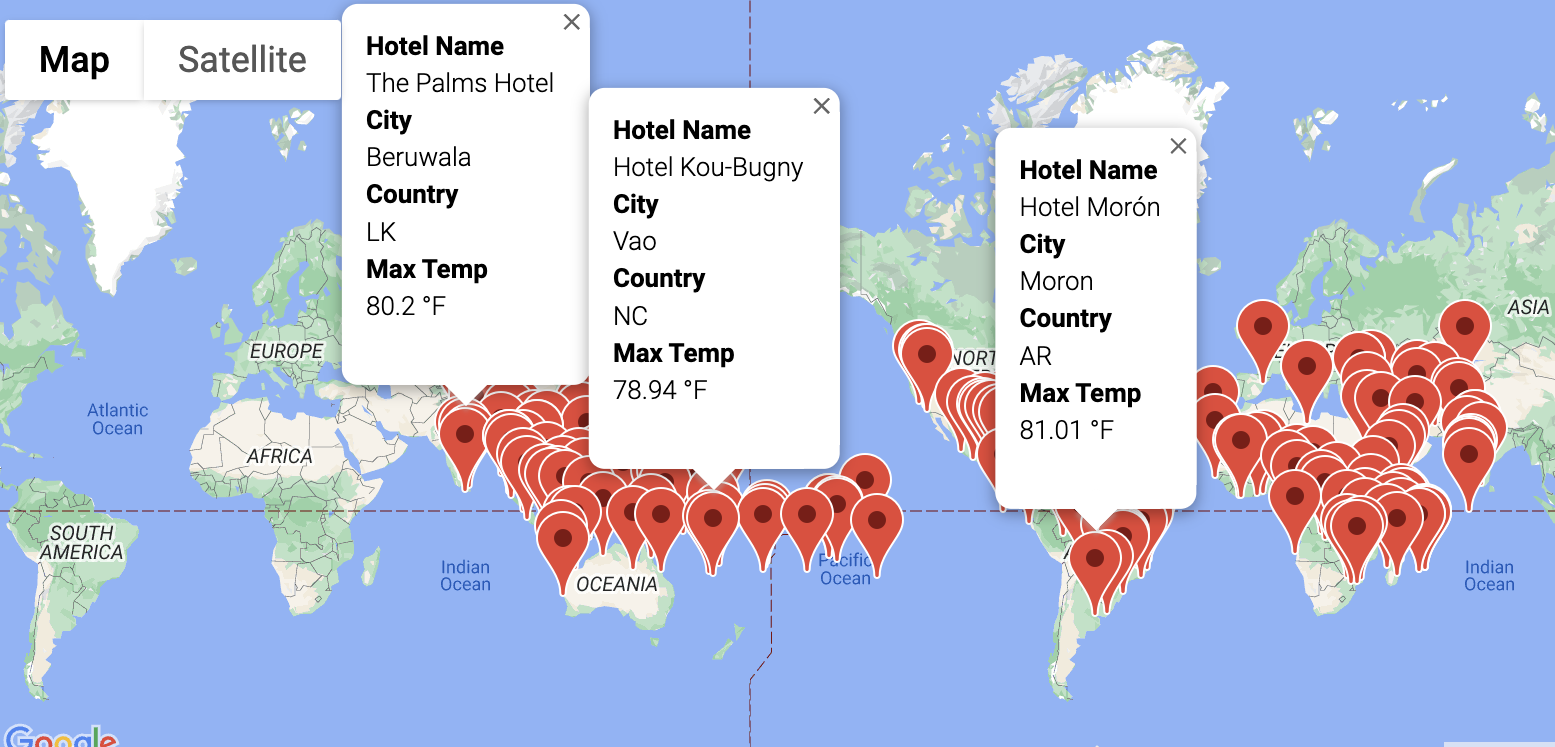 Map
Satellite
Hotel Name
The Palms Hotel
City
Beruwala
Country
LK
Max Temp
80.2 °F
Hotel Name
Hotel Kou-Bugny
City
Vao
Country
NC
Max Temp
78.94 °F
Hotel Name
Hotel Morón
City
Moron
Country
AR
Max Temp
81.01 °F
EUROPE
ASIA
Atlantic
Ocean
AFRICA
SOUTH
AMERICA
Indian
Ocean
OCEANIA
Pacific
Ocean
Indian
Ocean
Google